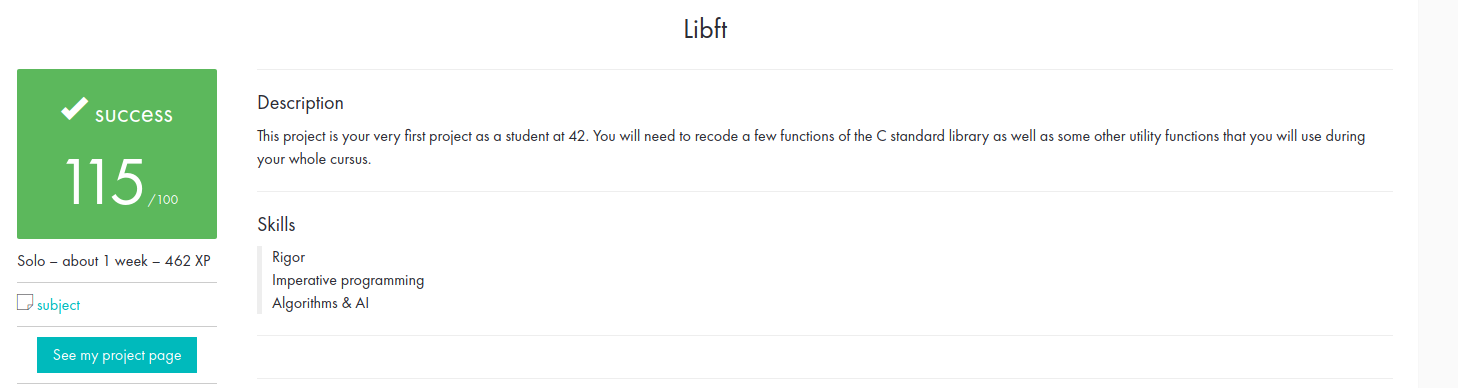 Libft
success
115 /100
Solo – about 1 week – 462 XP
subject
See my project page
Description
This project is your very first project as a student at 42. You will need to recode a few functions of the C standard library as well as some other utility functions that you will use during
your whole cursus.
Skills
Rigor
Imperative programming
Algorithms & AI